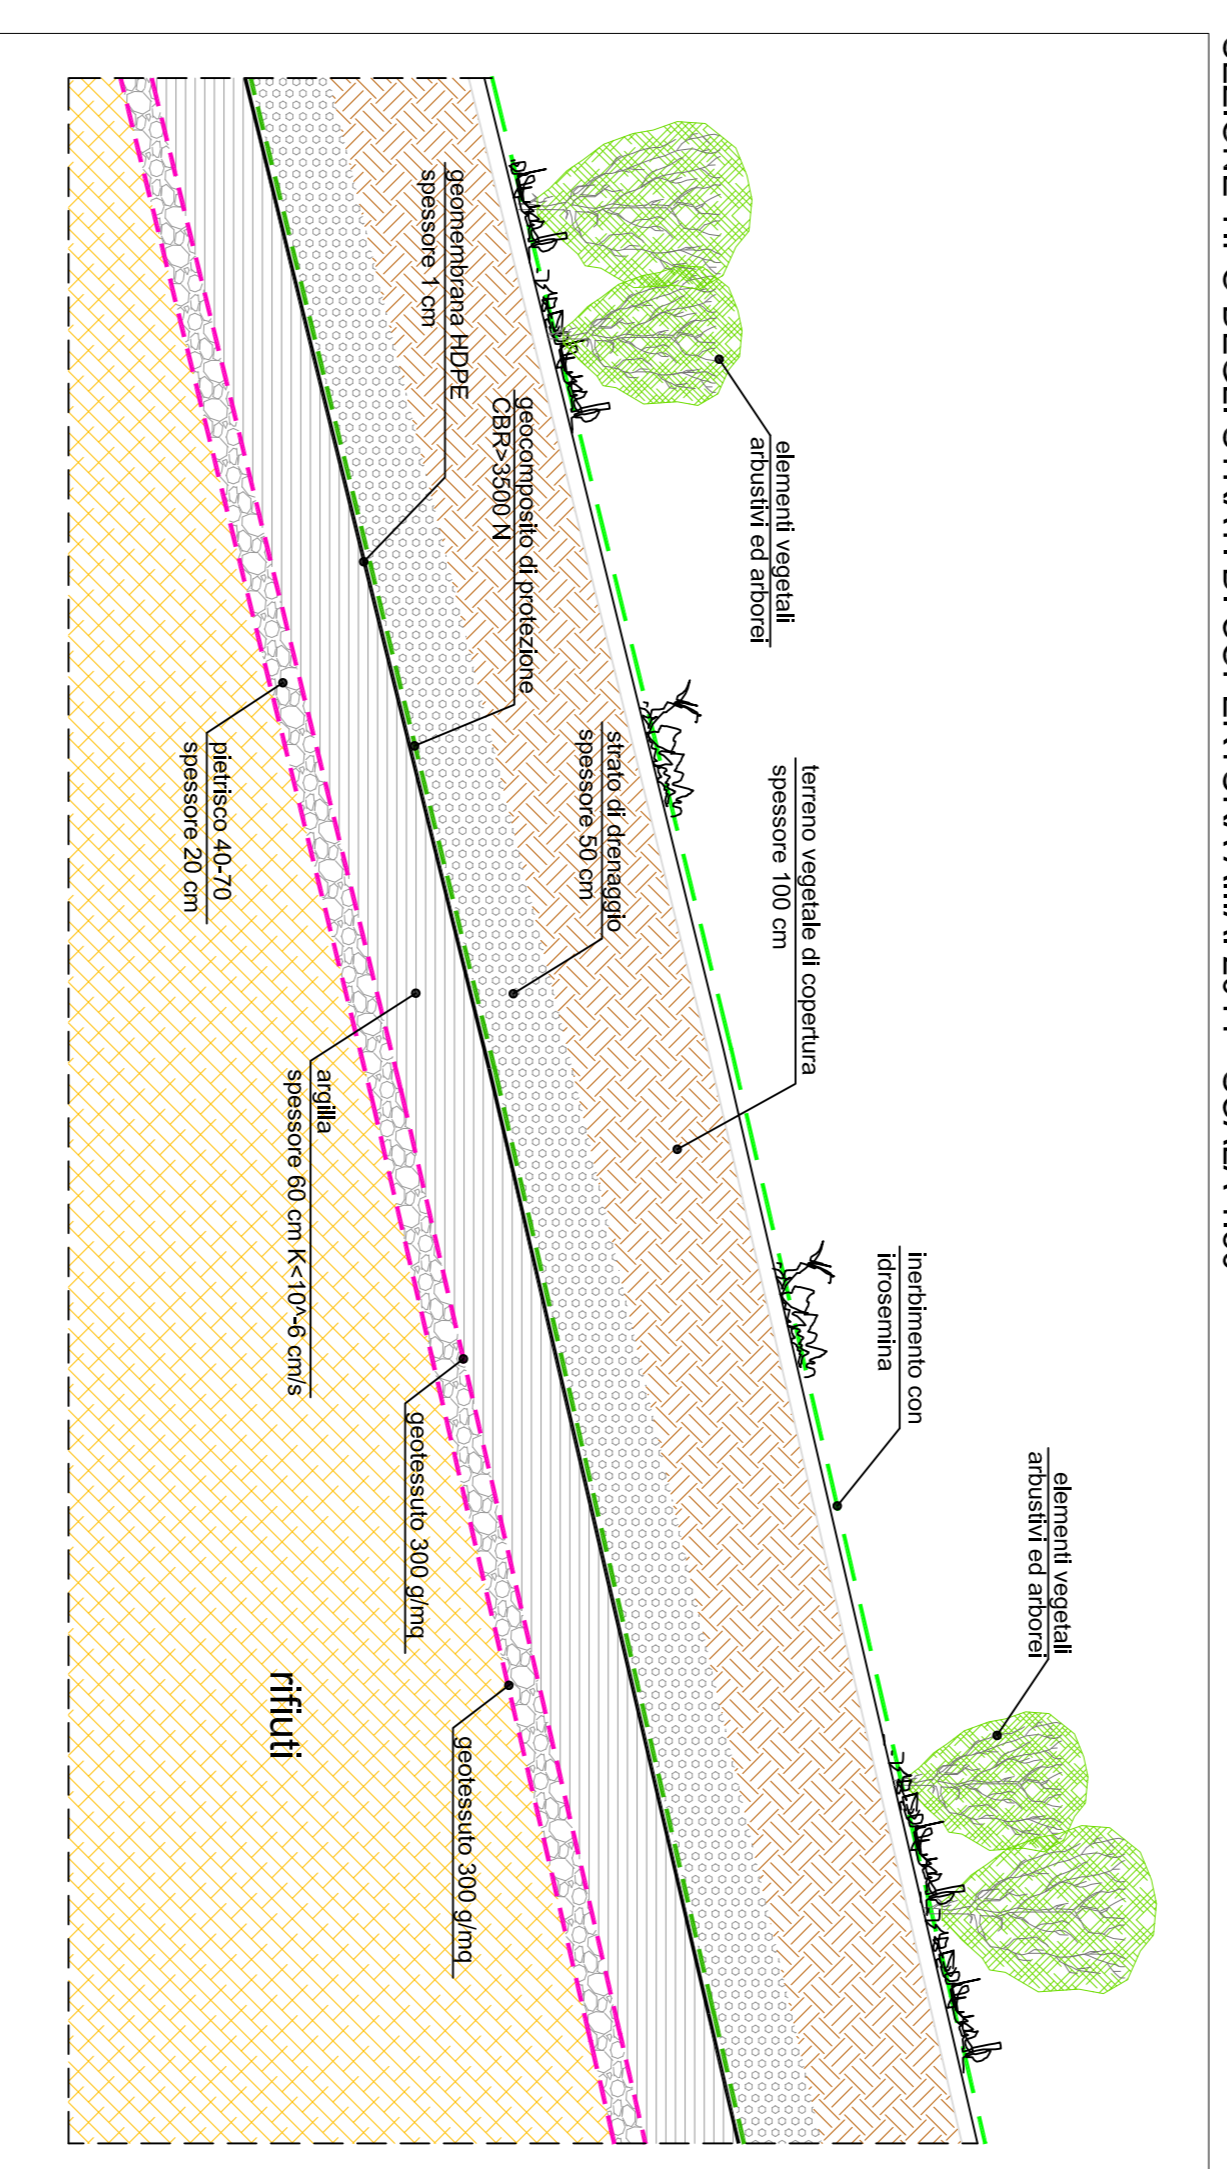 elementi vegetali
arbustivi ed arborei
inerbimento con
idrosemina
elementi vegetali
arbustivi ed arborei
terreno vegetale di copertura
spessore 100 cm
strato di drenaggio
spessore 50 cm
geocomposito di protezione
CBR>3500 N
geomembrana HDPE
spessore 1 cm
pietrisco 40-70
spessore 20 cm
argilla
spessore 60 cm K<10^-6 cm/s
geotessuto 300 g/mq
geotessuto 300 g/mq
rifiuti